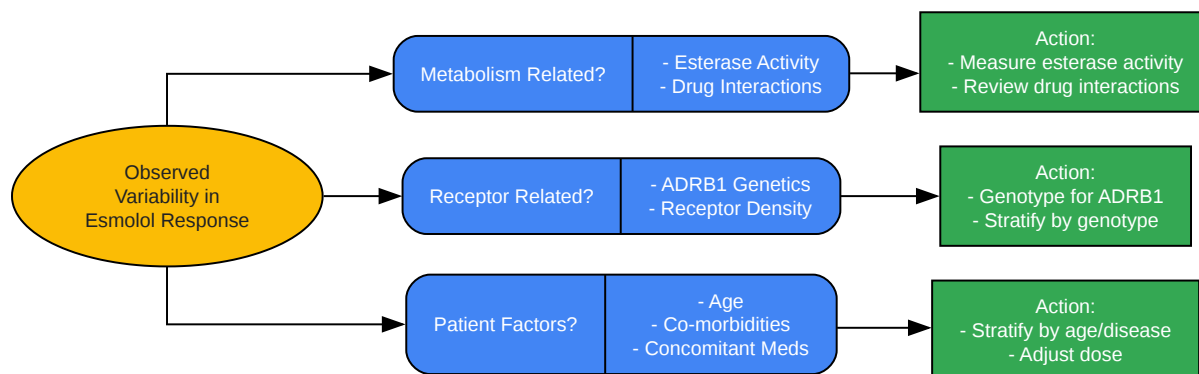 Observed
Variability in
Esmolol Response
Metabolism Related?
- Esterase Activity
- Drug Interactions
Action:
- Measure esterase activity
- Review drug interactions
Receptor Related?
- ADRB1 Genetics
- Receptor Density
Action:
- Genotype for ADRB1
- Stratify by genotype
Patient Factors?
- Age
- Co-morbidities
- Concomitant Meds
Action:
- Stratify by age/disease
- Adjust dose